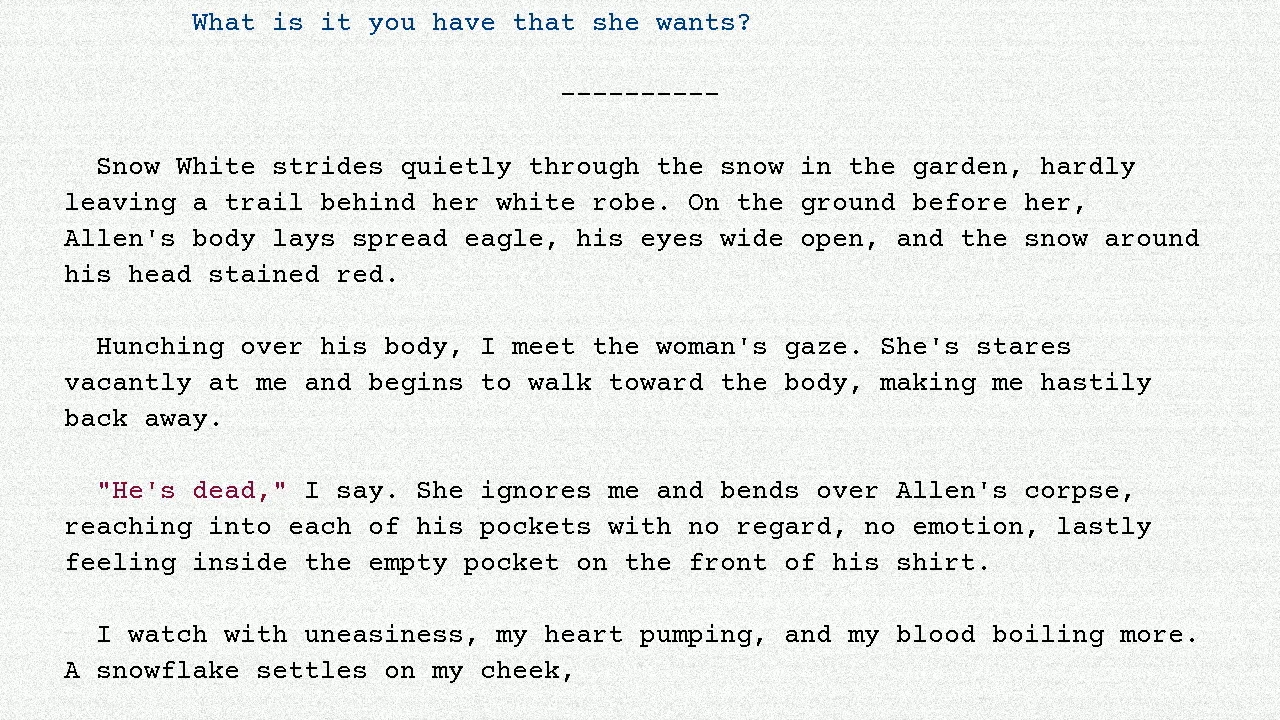 What is it you have that she wants?
----------
Snow White strides quietly through the snow in the garden, hardly
leaving a trail behind her white robe. On the ground before her,
Allen's body lays spread eagle, his eyes wide open, and the snow around
his head stained red.
Hunching over his body, I meet the woman's gaze. She's stares
vacantly at me and begins to walk toward the body, making me hastily
back away.
"He's dead," I say. She ignores me and bends over Allen's corpse,
reaching into each of his pockets with no regard, no emotion, lastly
feeling inside the empty pocket on the front of his shirt.
I watch with uneasiness, my heart pumping, and my blood boiling more.
A snowflake settles on my cheek,